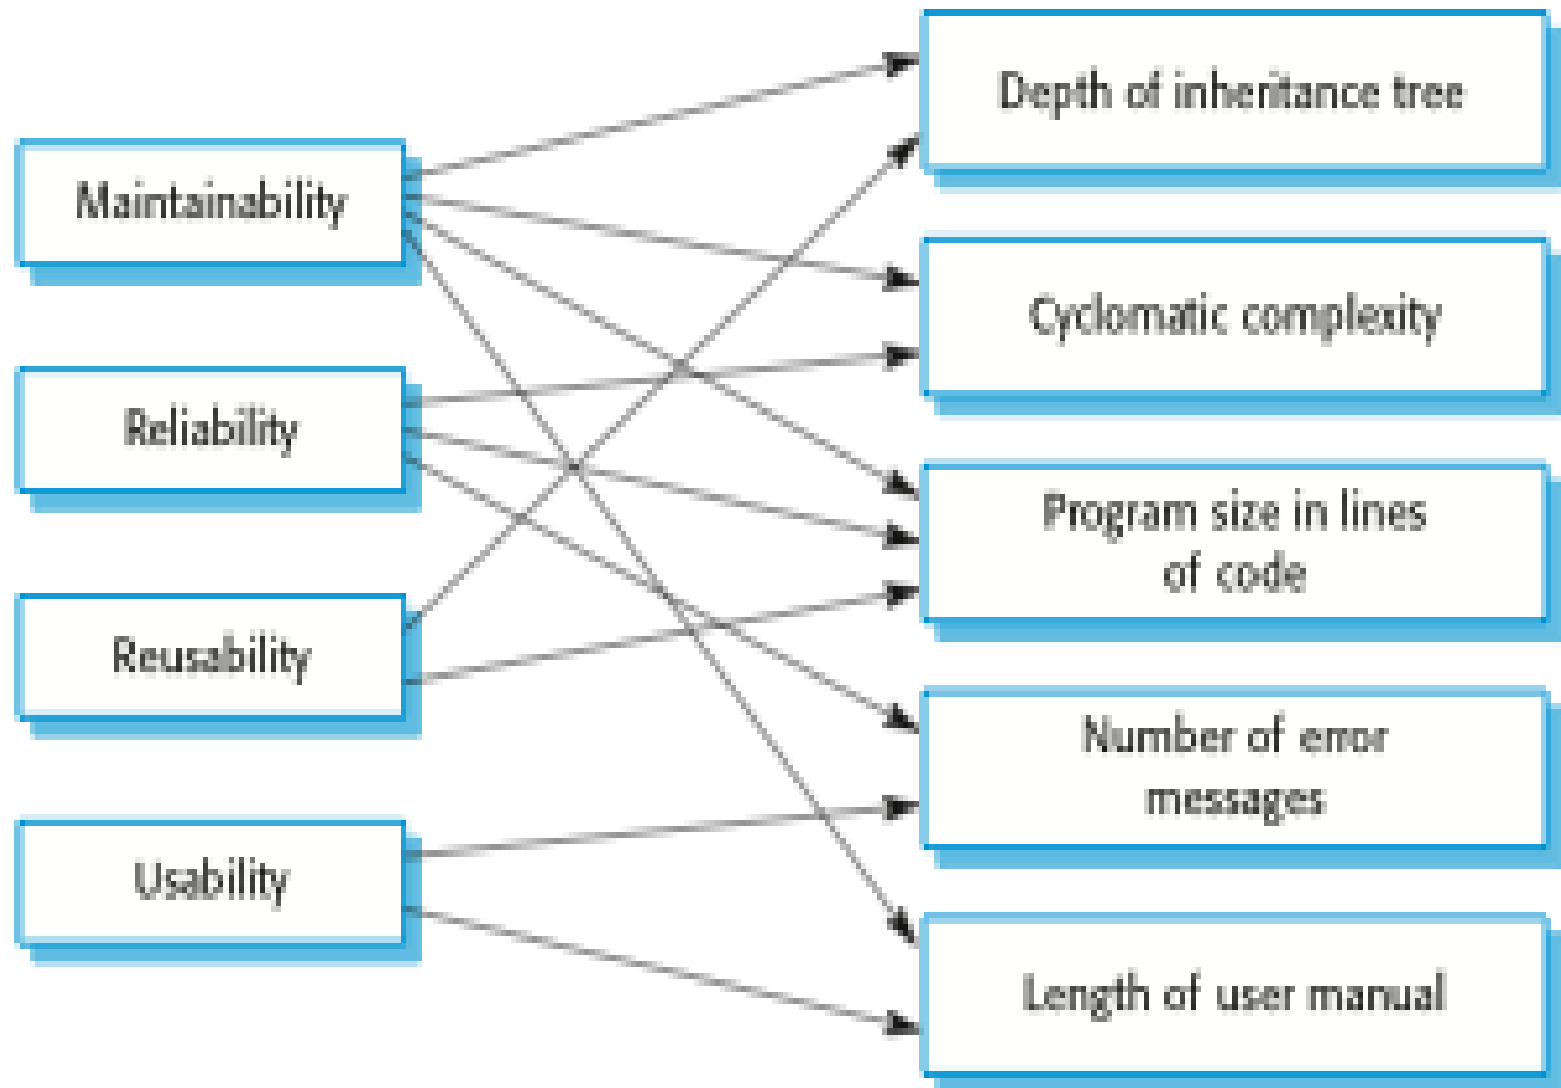 Maintainability
Reliability
Reusability
Usability
Depth of inheritance tree
Cyclomatic complexity
Program size in lines
of code
Number of error
messages
Length of user manual